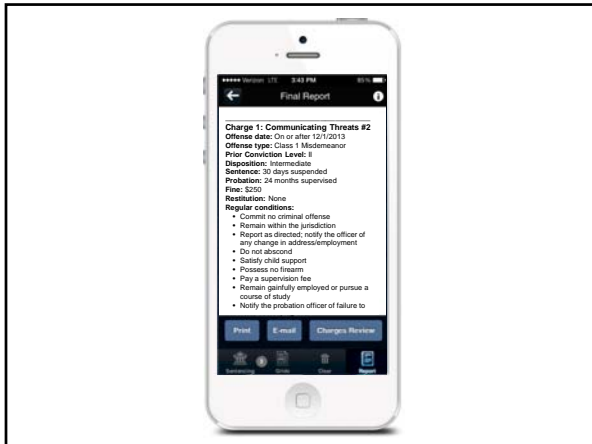 Verizon LTE 3:43 PM 85%
Final Report
Charge 1: Communicating Threats #2
Offense date: On or after 12/1/2013
Offense type: Class 1 Misdemeanor
Prior Conviction Level: II
Disposition: Intermediate
Sentence: 30 days suspended
Probation: 24 months supervised
Fine: $250
Restitution: None
Regular conditions:
• Commit no criminal offense
• Remain within the jurisdiction
• Report as directed; notify the officer of
any change in address/employment
• Do not abscond
• Satisfy child support
• Possess no firearm
• Pay a supervision fee
• Remain gainfully employed or pursue a
course of study
• Notify the probation officer of failure to
Print E-mail Charges Review
Sentencing Grids Clear Report